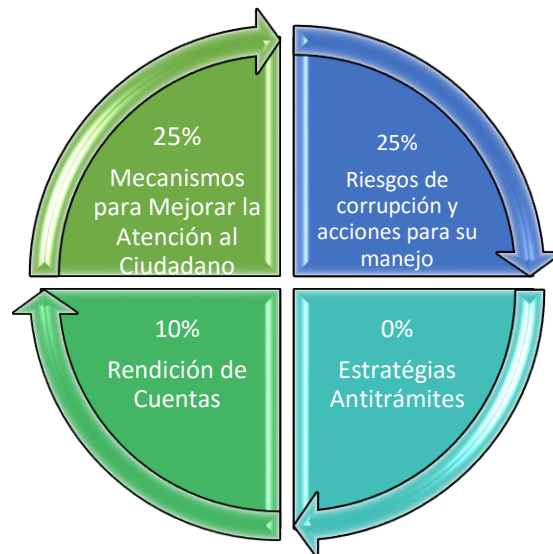 25%
Mecanismos
para Mejorar la
Atención al
Ciudadano
25%
Riesgos de
corrupción y
acciones para su
manejo
10%
Rendición de
Cuentas
0%
Estratégias
Antitrámites